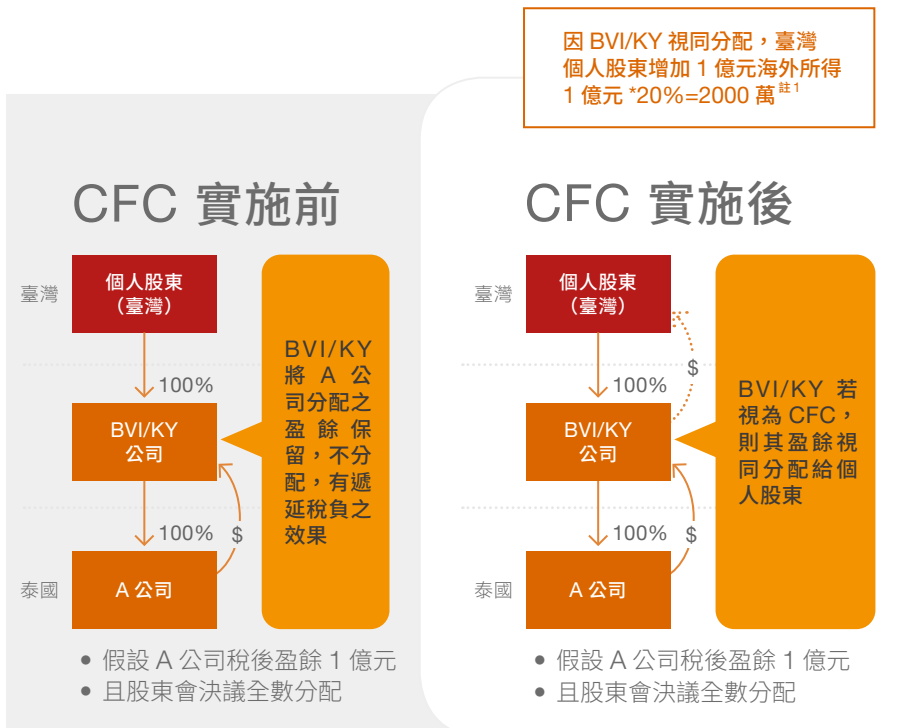 因 BVI/KY 視同分配，臺灣
個人股東增加 1 億元海外所得
1 億元 *20%=2000 萬註1
CFC 實施前
臺灣
個人股東
（臺灣）
100%
BVI/KY
公司
100%
$
泰國
A 公司
BVI/KY
將 A 公
司分配之
盈餘保
留，不分
配，有遞
延稅負之
效果
• 假設 A 公司稅後盈餘 1 億元
• 且股東會決議全數分配
CFC 實施後
臺灣
個人股東
（臺灣）
$
100%
BVI/KY
公司
100%
$
泰國
A 公司
BVI/KY 若
視為 CFC，
則其盈餘視
同分配給個
人股東
• 假設 A 公司稅後盈餘 1 億元
• 且股東會決議全數分配